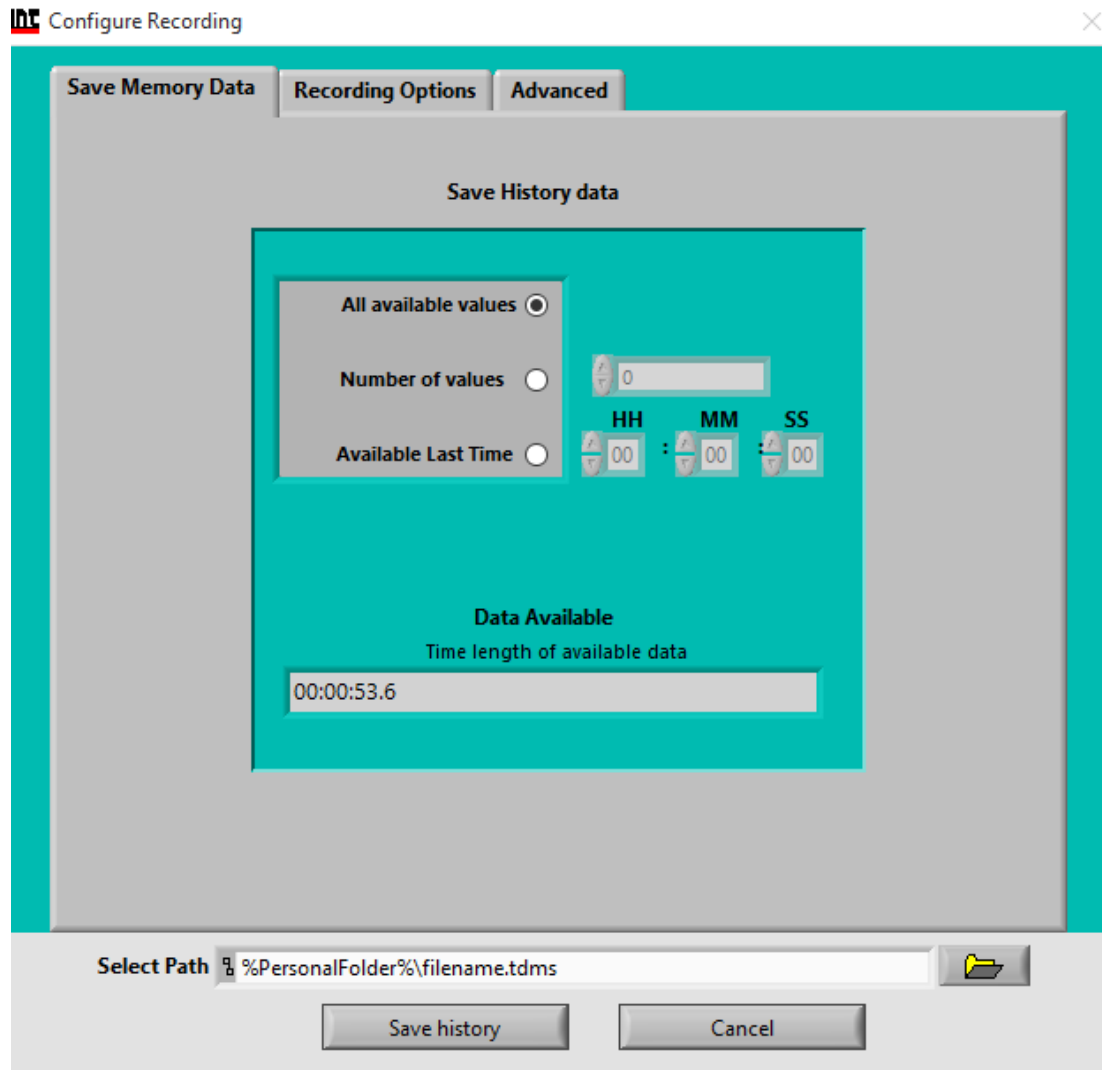 Configure Recording
Save Memory Data Recording Options Advanced
Save History data
All available values
Number of values 0
HH MM SS
Available Last Time 00 : 00 : 00
Data Available
Time length of available data
00:00:53.6
Select Path %PersonalFolder%\filename.tdms
Save history Cancel